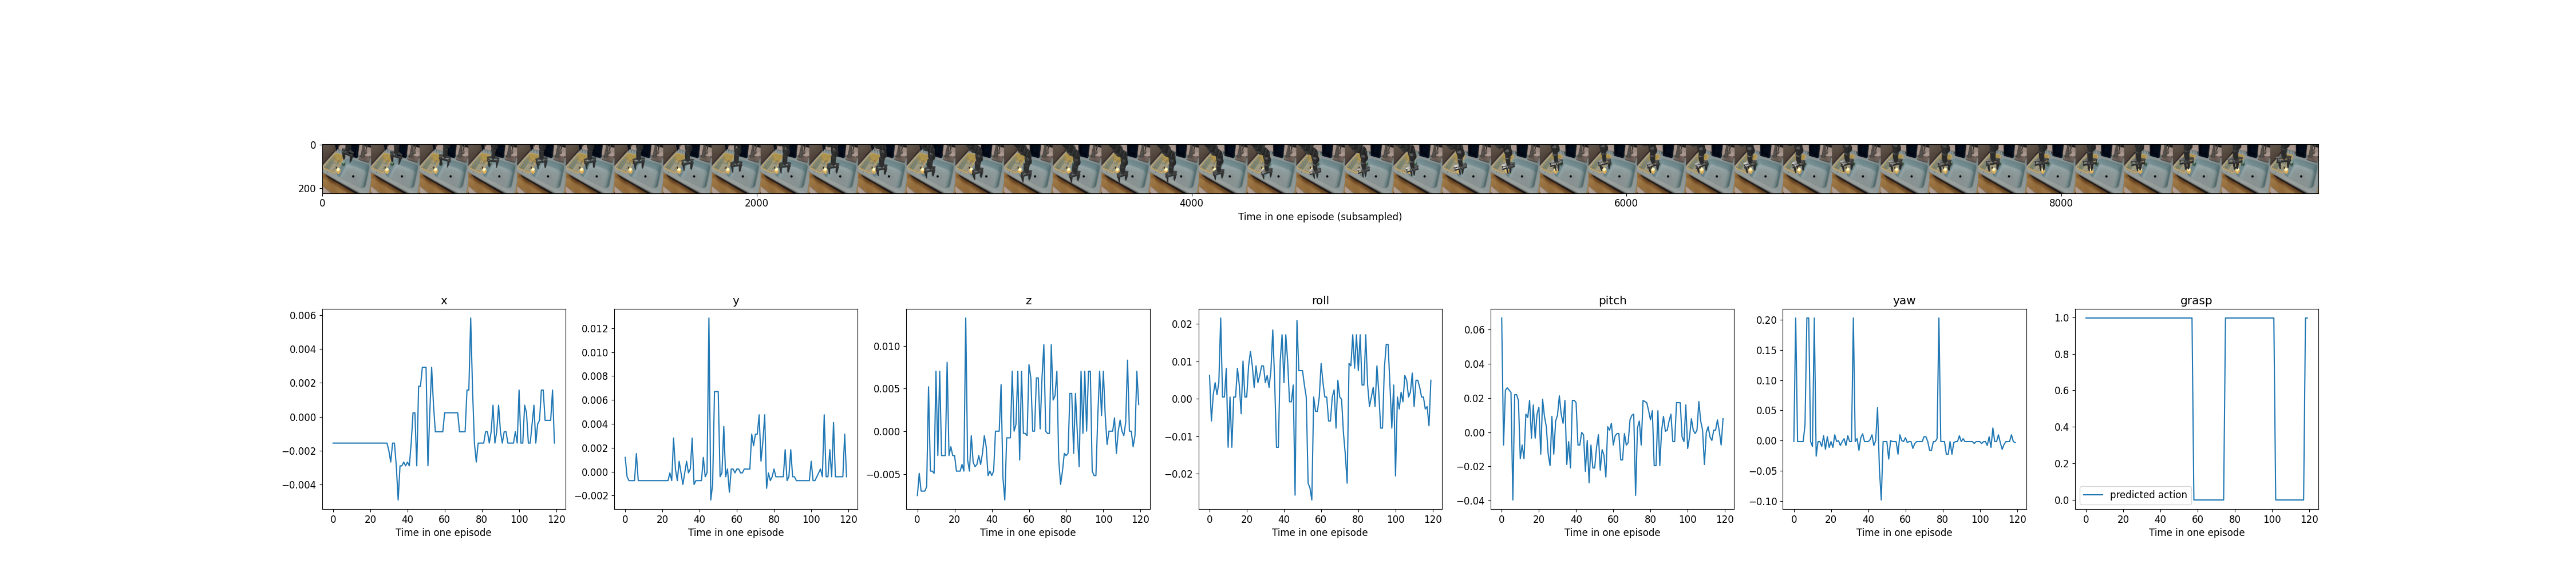 0
200
0 2000 4000 6000 8000
Time in one episode (subsampled)
x y z roll pitch yaw grasp
0.006
0.004
0.002
0.000
−0.002
−0.004
0 20 40 60 80 100 120
Time in one episode
0.012
0.010
0.008
0.006
0.004
0.002
0.000
−0.002
0 20 40 60 80 100 120
Time in one episode
0.010
0.005
0.000
−0.005
0 20 40 60 80 100 120
Time in one episode
0.02
0.01
0.00
−0.01
−0.02
0 20 40 60 80 100 120
Time in one episode
0.06
0.04
0.02
0.00
−0.02
−0.04
0 20 40 60 80 100 120
Time in one episode
0.20
0.15
0.10
0.05
0.00
−0.05
−0.10
0 20 40 60 80 100 120
Time in one episode
1.0
0.8
0.6
0.4
0.2
0.0
predicted action
0 20 40 60 80 100 120
Time in one episode